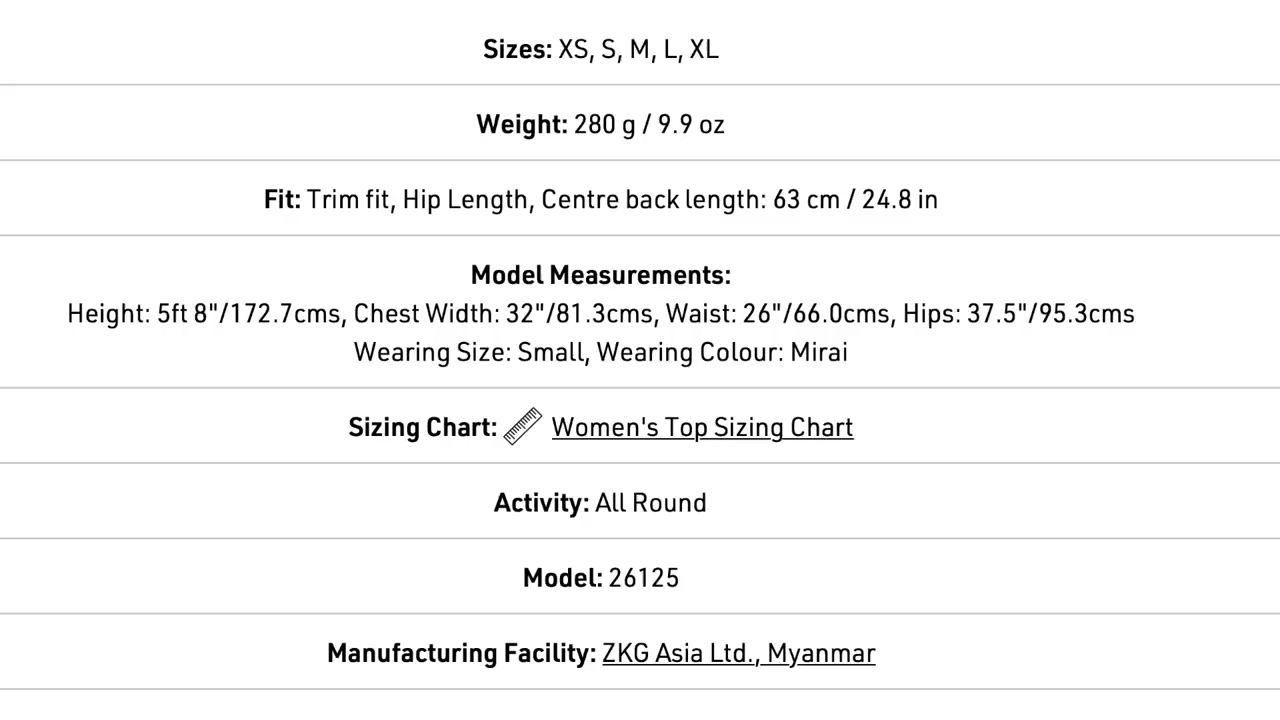 Sizes: XS, S, M, L, XL
Weight: 280 g / 9.9 oz
Fit: Trim fit, Hip Length, Centre back length: 63 cm / 24.8 in
Model Measurements:
Height: 5ft 8"/172.7cms, Chest Width: 32"/81.3cms, Waist: 26"/66.0cms, Hips: 37.5"/95.3cms
Wearing Size: Small, Wearing Colour: Mirai
Sizing Chart: Women's Top Sizing Chart
Activity: All Round
Model: 26125
Manufacturing Facility: ZKG Asia Ltd., Myanmar